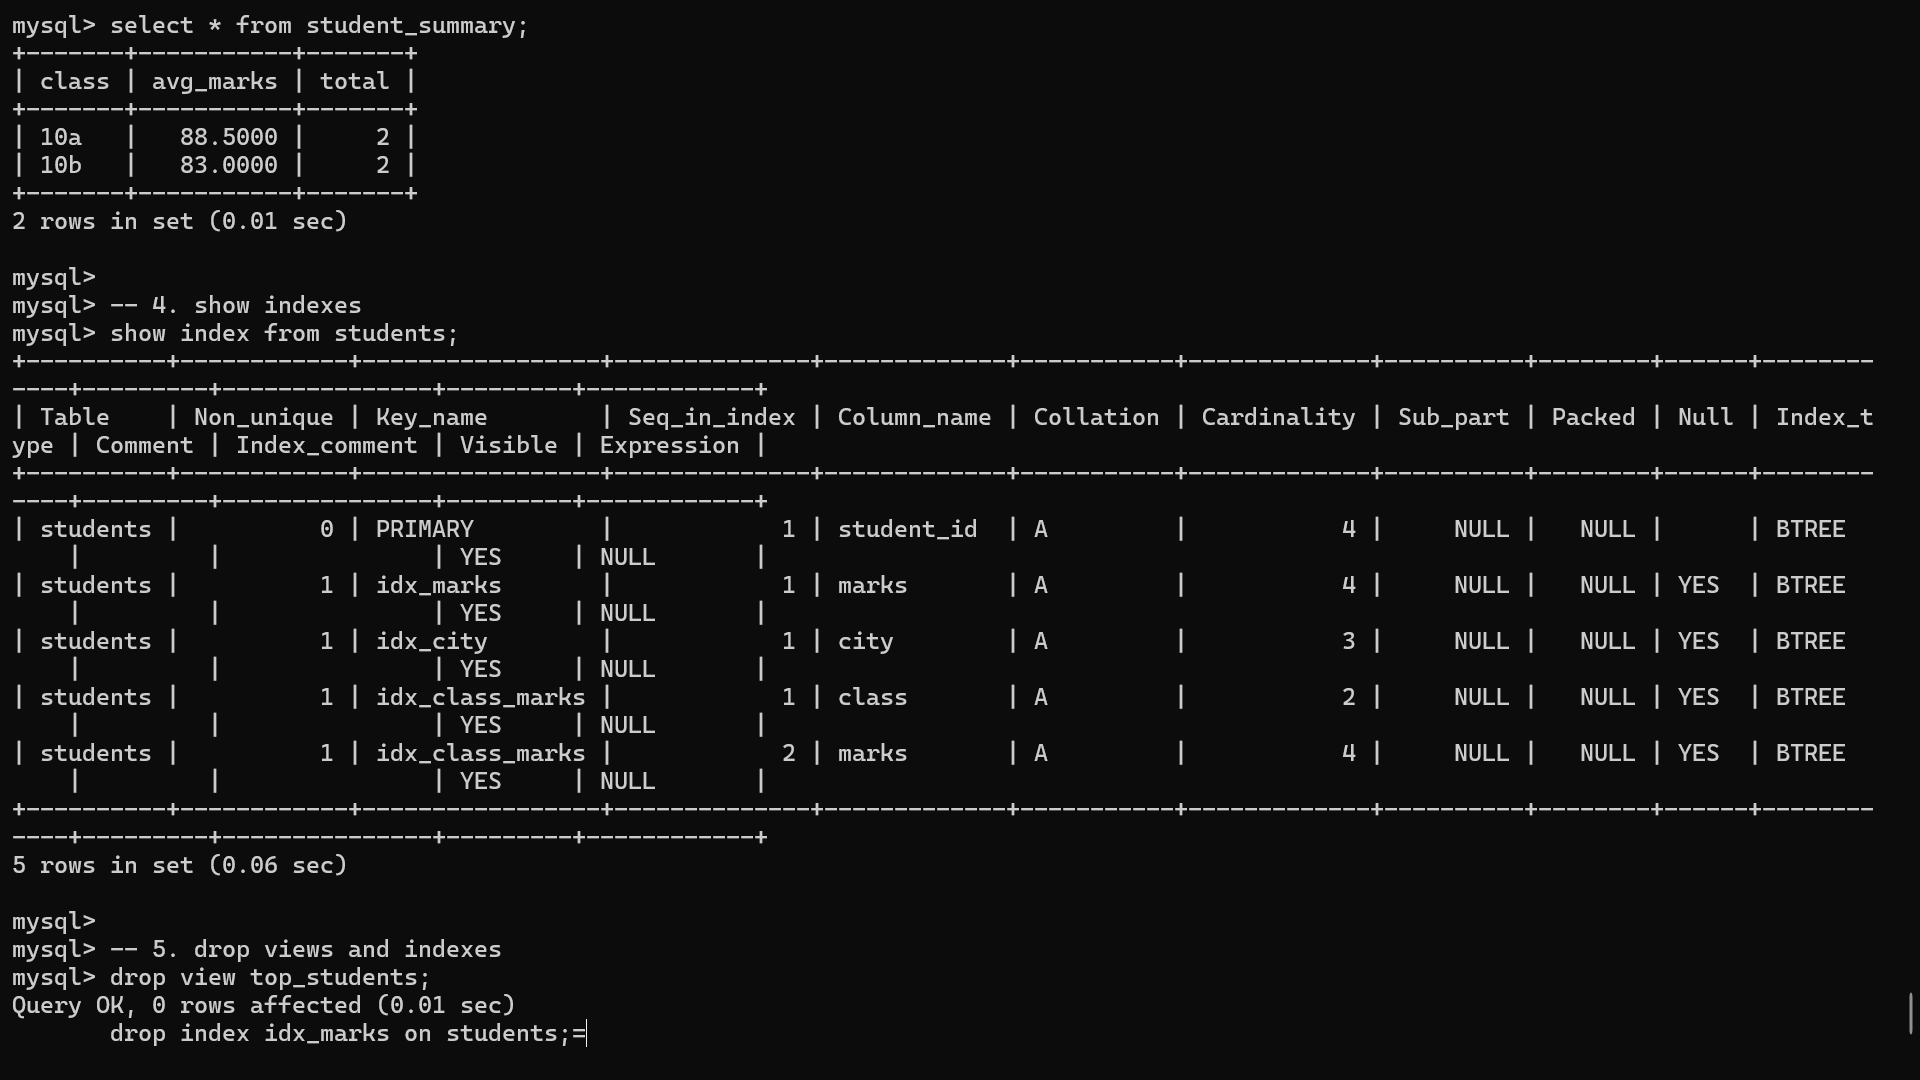 mysql> select * from student_summary;
+-------+-----------+-------+
| class | avg_marks | total |
+-------+-----------+-------+
| 10a   |   88.5000 |     2 |
| 10b   |   83.0000 |     2 |
+-------+-----------+-------+
2 rows in set (0.01 sec)
mysql>
mysql> -- 4. show indexes
mysql> show index from students;
+----------+------------+-----------------+--------------+-------------+-----------+-------------+----------+--------+------+--------
----+---------+---------------+---------+------------+
| Table    | Non_unique | Key_name        | Seq_in_index | Column_name | Collation | Cardinality | Sub_part | Packed | Null | Index_t
ype | Comment | Index_comment | Visible | Expression |
+----------+------------+-----------------+--------------+-------------+-----------+-------------+----------+--------+------+--------
----+---------+---------------+---------+------------+
| students |          0 | PRIMARY         |            1 | student_id  | A         |           4 |     NULL |   NULL |      | BTREE
    |         |               | YES     | NULL       |
| students |          1 | idx_marks       |            1 | marks       | A         |           4 |     NULL |   NULL | YES  | BTREE
    |         |               | YES     | NULL       |
| students |          1 | idx_city        |            1 | city        | A         |           3 |     NULL |   NULL | YES  | BTREE
    |         |               | YES     | NULL       |
| students |          1 | idx_class_marks |            1 | class       | A         |           2 |     NULL |   NULL | YES  | BTREE
    |         |               | YES     | NULL       |
| students |          1 | idx_class_marks |            2 | marks       | A         |           4 |     NULL |   NULL | YES  | BTREE
    |         |               | YES     | NULL       |
+----------+------------+-----------------+--------------+-------------+-----------+-------------+----------+--------+------+--------
----+---------+---------------+---------+------------+
5 rows in set (0.06 sec)
mysql>
mysql> -- 5. drop views and indexes
mysql> drop view top_students;
Query OK, 0 rows affected (0.01 sec)
       drop index idx_marks on students;=